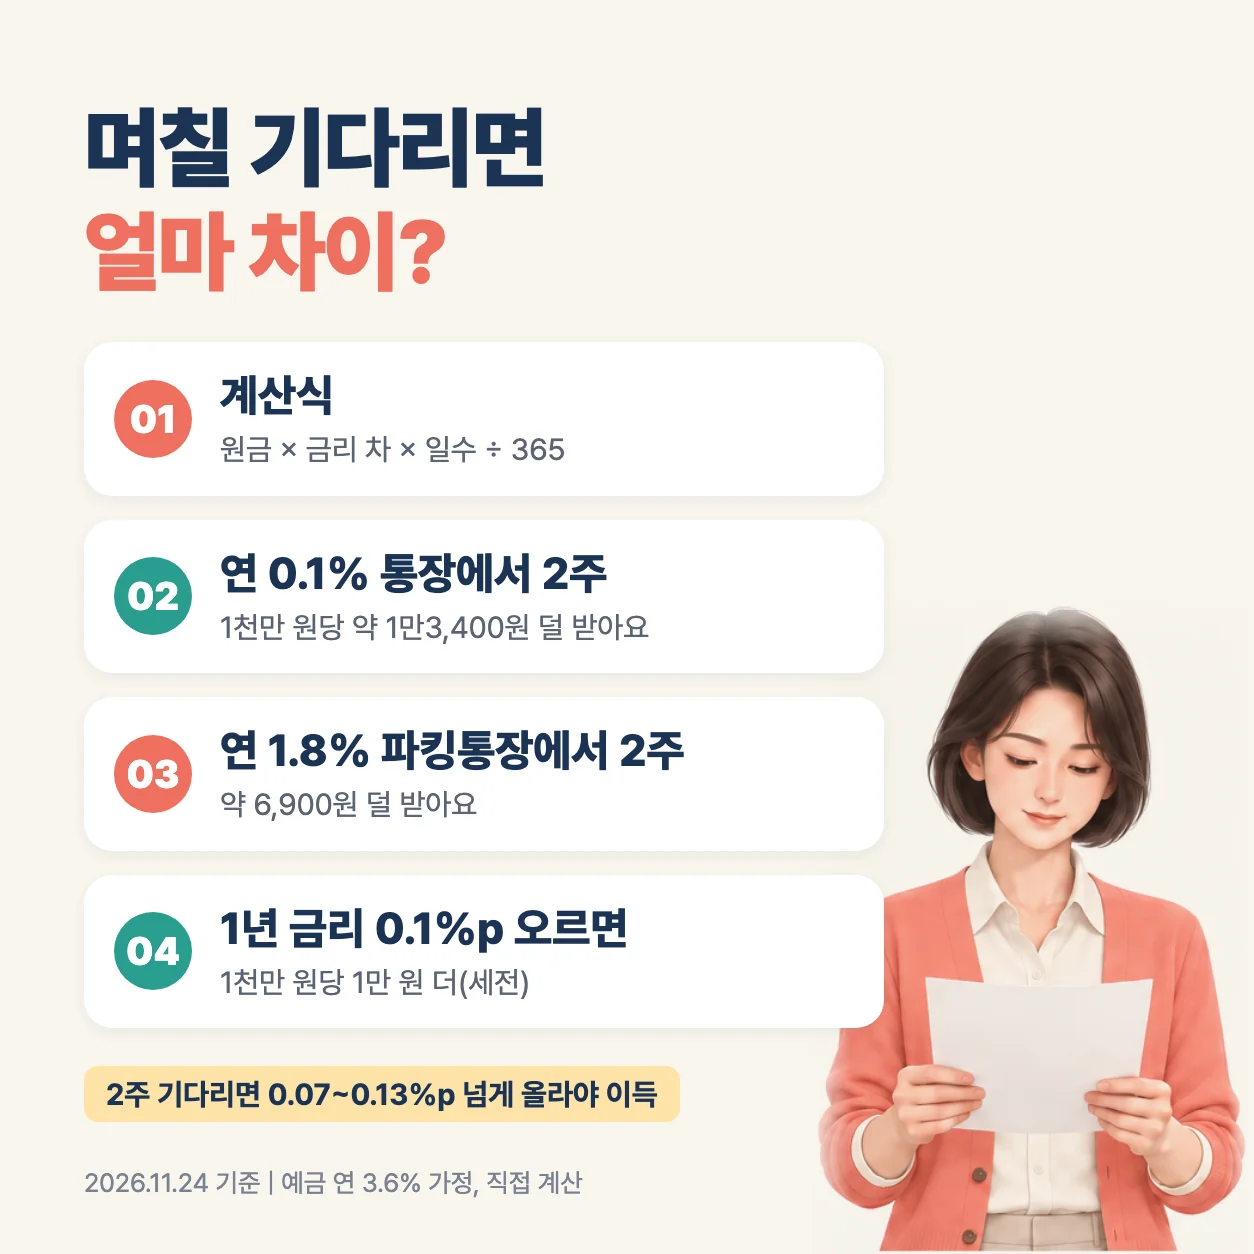 며칠 기다리면
얼마 차이?
01
계산식
원금 × 금리 차 × 일수 ÷ 365
02
연 0.1% 통장에서 2주
1천만 원당 약 1만3,400원 덜 받아요
03
연 1.8% 파킹통장에서 2주
약 6,900원 덜 받아요
04
1년 금리 0.1%p 오르면
1천만 원당 1만 원 더(세전)
2주 기다리면 0.07~0.13%p 넘게 올라야 이득
2026.11.24 기준 | 예금 연 3.6% 가정, 직접 계산